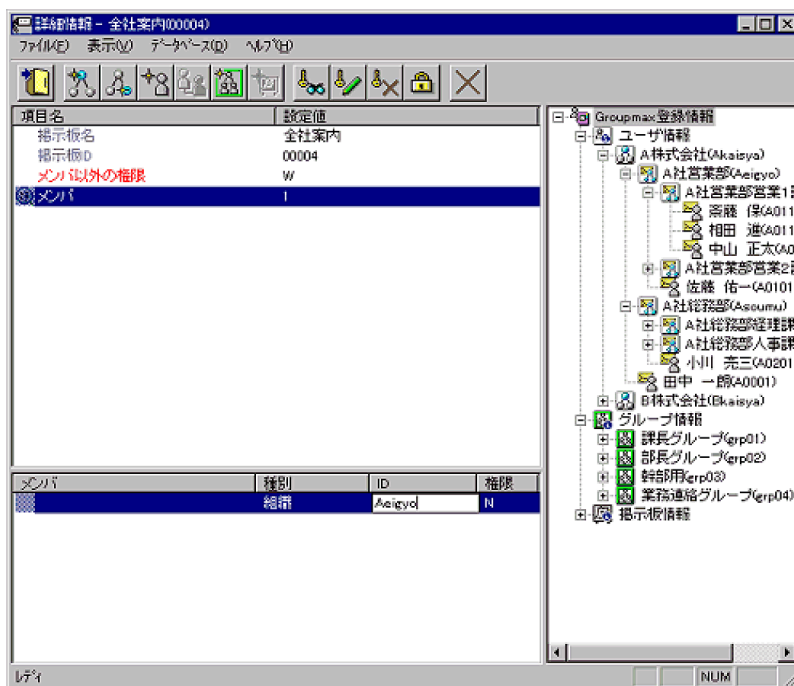 詳細情報 - 全社案内(00004)
ファイル(F) 表示(V) データベース(D) ヘルプ(H)
項目名 設定値
掲示板名 全社案内
掲示板ID 00004
メンバ以外の権限 W
メンバ 1
メンバ 種別 ID 権限
組織 Aeigyo N
Groupmax登録情報
ユーザ情報
A株式会社(Akaisya)
A社営業部(Aeigyo)
A社営業部営業1
斎藤 保(A011
相田 進(A011
中山 正太(A0
A社営業部営業2
佐藤 佑一(A0101
A社総務部(Asoumu)
A社総務部経理課
A社総務部人事課
小川 亮三(A0201
田中 一郎(A0001)
B株式会社(Bkaisya)
グループ情報
課長グループ(grp01)
部長グループ(grp02)
幹部用(grp03)
業務連絡グループ(grp04)
掲示板情報
レディ NUM